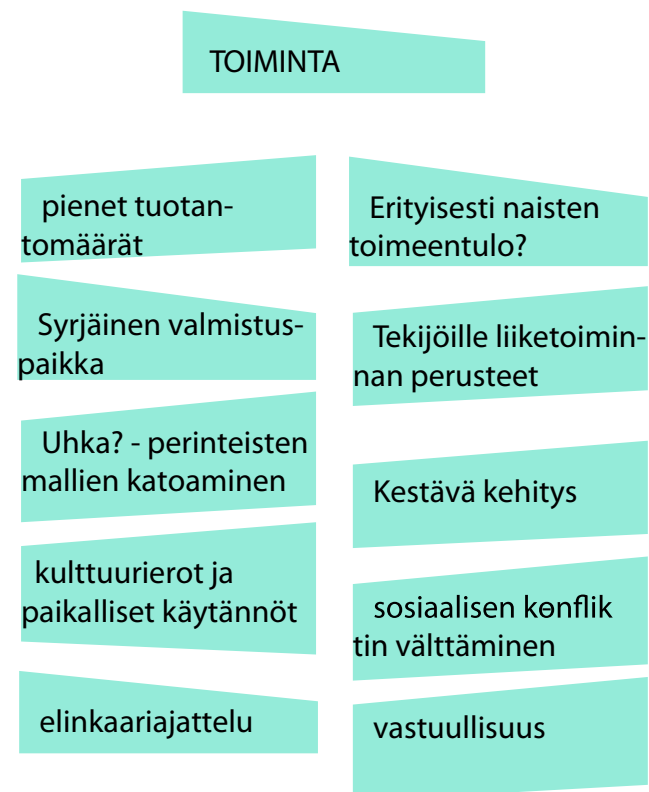 TOIMINTA
pienet tuotan-
tomäärät
Syrjäinen valmistus-
paikka
Uhka? - perinteisten
mallien katoaminen
kulttuurierot ja
paikalliset käytännöt
elinkaariajattelu
Erityisesti naisten
toimeentulo?
Tekijöille liiketoimin-
nan perusteet
Kestävä kehitys
sosiaalisen kɵnflik
tin välttäminen
vastuullisuus